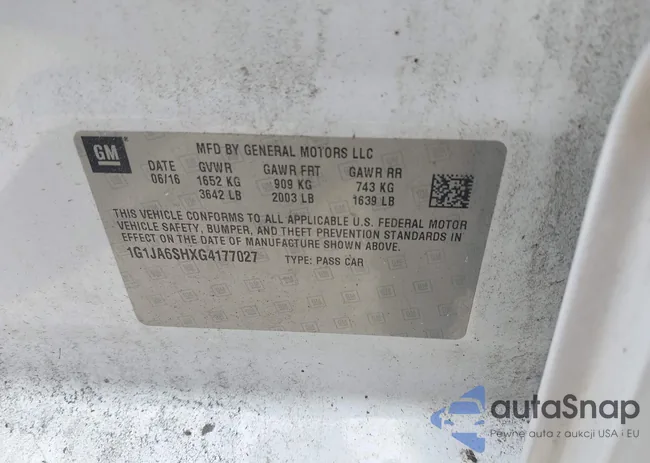 GM
MFD BY GENERAL MOTORS LLC
DATE GVWR GAWR FRT GAWR RR
06/16 1652 KG 909 KG 743 KG
3642 LB 2003 LB 1639 LB
THIS VEHICLE CONFORMS TO ALL APPLICABLE U.S. FEDERAL MOTOR
VEHICLE SAFETY, BUMPER, AND THEFT PREVENTION STANDARDS IN
EFFECT ON THE DATE OF MANUFACTURE SHOWN ABOVE.
1G1JA6SHXG4177027 TYPE: PASS CAR
autaSnap
Pewne auta z aukcji USA i EU